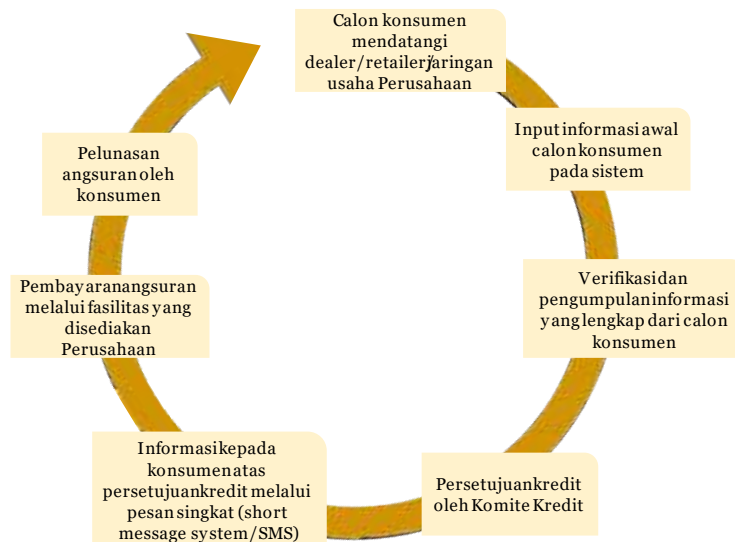 Calon konsumen
mendatangi
dealer/retailer/jaringan
usaha Perusahaan
Input informasi awal
calon konsumen
pada sistem
Verifikasi dan
pengumpulan informasi
yang lengkap dari calon
konsumen
Persetujuan kredit
oleh Komite Kredit
Informasi kepada
konsumen atas
persetujuan kredit melalui
pesan singkat (short
message system/SMS)
Pembayaran angsuran
melalui fasilitas yang
disediakan
Perusahaan
Pelunasan
angsuran oleh
konsumen